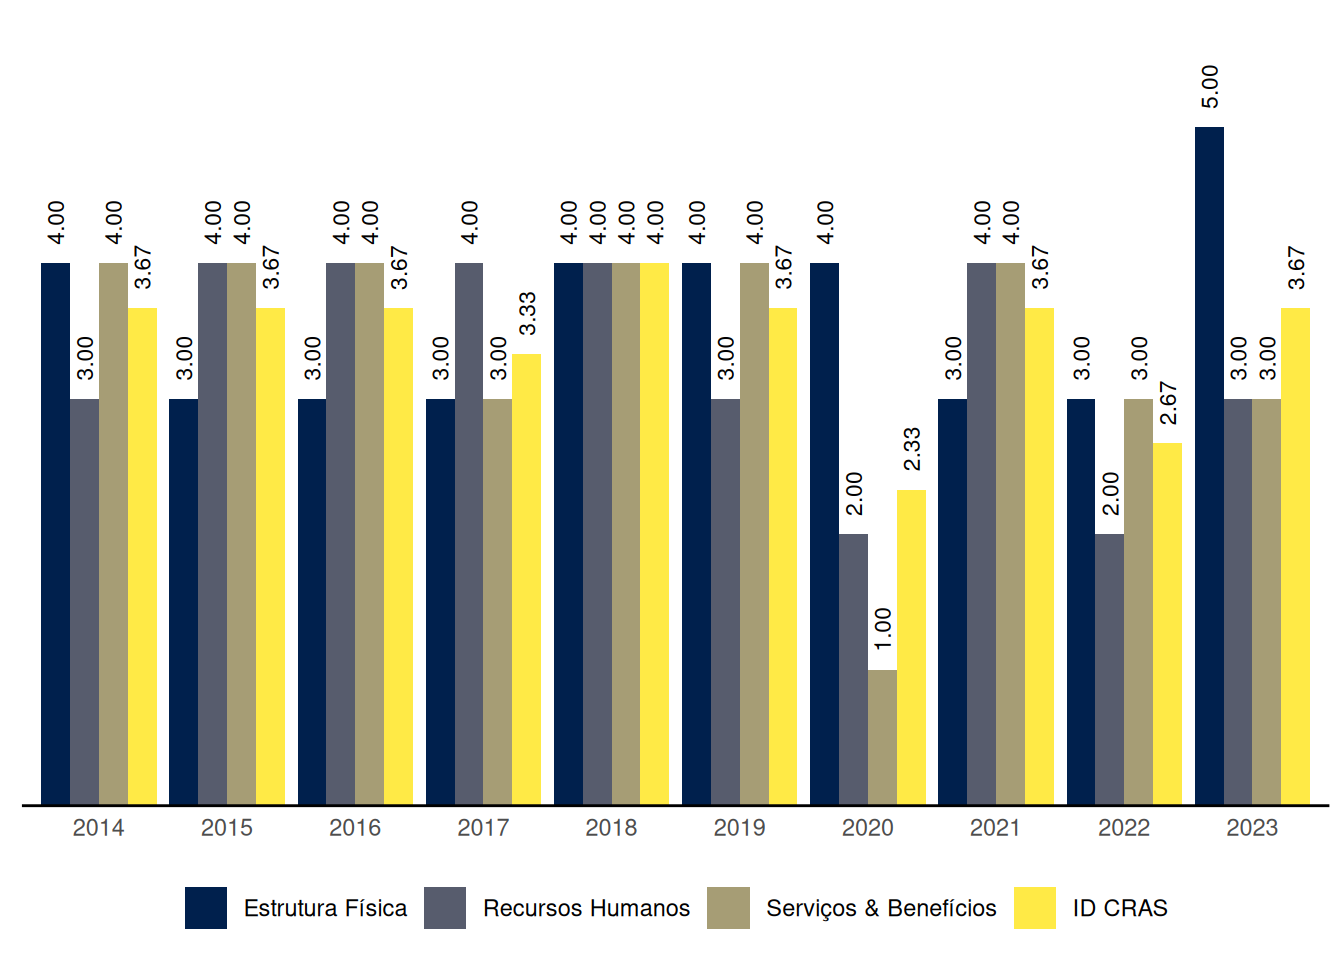 4.00 3.00 4.00 3.67 3.00 4.00 4.00 3.67 3.00 4.00 4.00 3.67 3.00 4.00 3.00 3.33 4.00 4.00 4.00 4.00 4.00 3.00 4.00 3.67 4.00 2.00 1.00 2.33 3.00 4.00 4.00 3.67 3.00 2.00 3.00 2.67 5.00 3.00 3.00 3.67
2014 2015 2016 2017 2018 2019 2020 2021 2022 2023
Estrutura Física Recursos Humanos Serviços & Benefícios ID CRAS